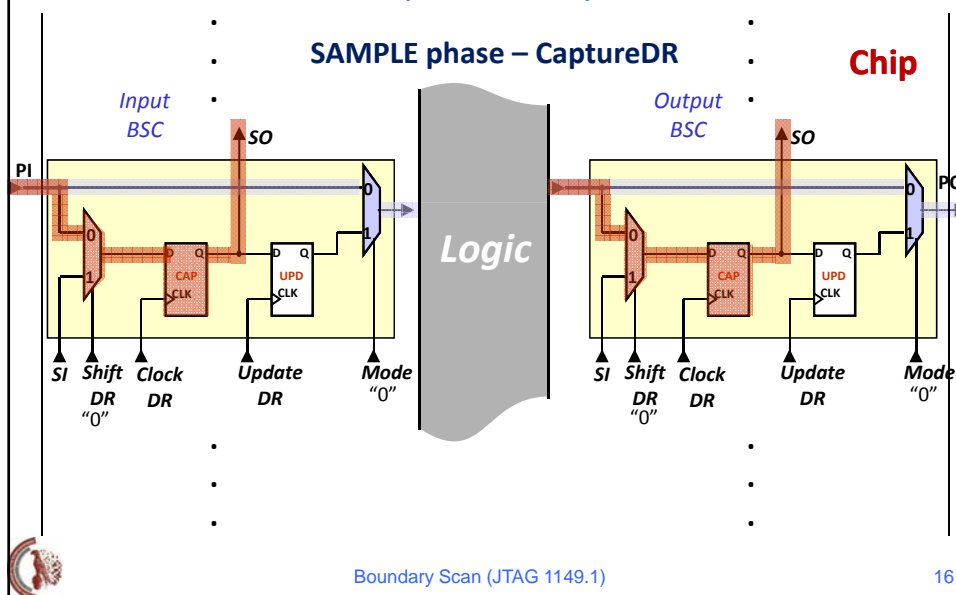 SAMPLE phase – CaptureDR
Chip
Input
BSC
SO
PI
0
0
1
1
D Q
CAP
CLK
D Q
UPD
CLK
SI
Shift
DR
"0"
Clock
DR
Update
DR
Mode
"0"
Logic
Output
BSC
SO
PO
0
0
1
1
D Q
CAP
CLK
D Q
UPD
CLK
SI
Shift
DR
"0"
Clock
DR
Update
DR
Mode
"0"
Boundary Scan (JTAG 1149.1)
16